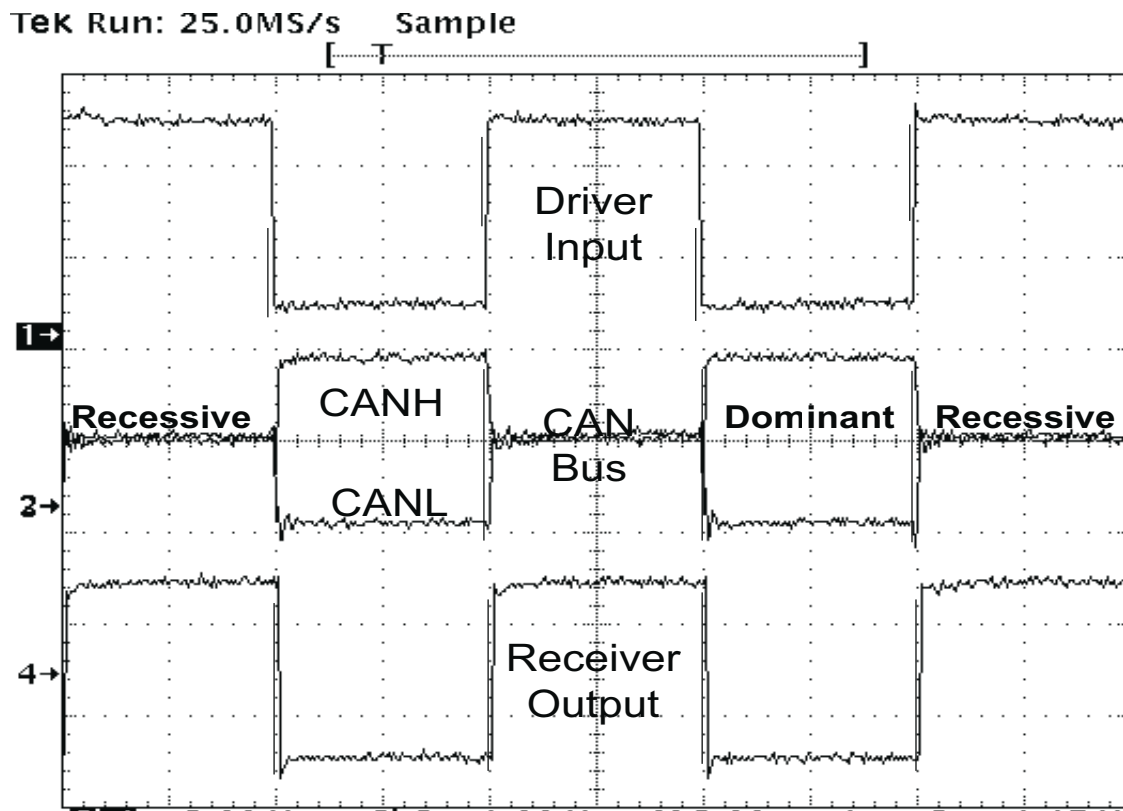 Tek Run: 25.0MS/s Sample
[ T ]
Driver
Input
1→
Recessive CANH CAN Dominant Recessive
Bus
CANL
2→
Receiver
4→
Output